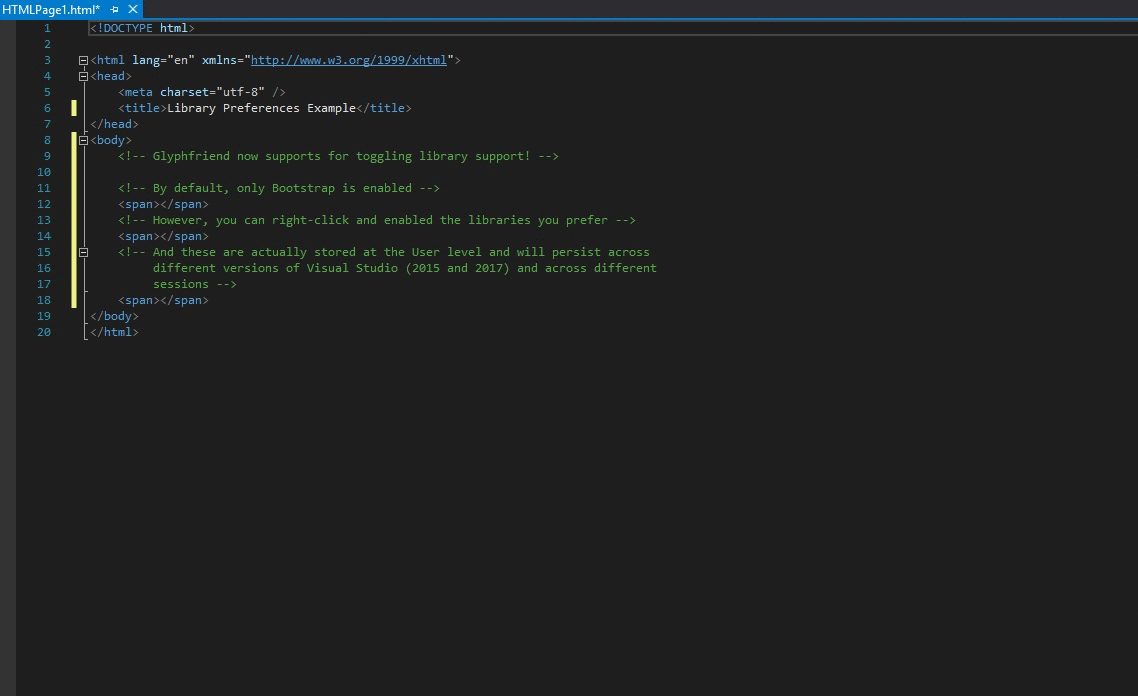 HTMLPage1.html*
1 <!DOCTYPE html>
2
3 <html lang="en" xmlns="http://www.w3.org/1999/xhtml">
4 <head>
5 <meta charset="utf-8" />
6 <title>Library Preferences Example</title>
7 </head>
8 <body>
9 <!-- Glyphfriend now supports for toggling library support! -->
10
11 <!-- By default, only Bootstrap is enabled -->
12 <span></span>
13 <!-- However, you can right-click and enabled the libraries you prefer -->
14 <span></span>
15 <!-- And these are actually stored at the User level and will persist across
16 different versions of Visual Studio (2015 and 2017) and across different
17 sessions -->
18 <span></span>
19 </body>
20 </html>